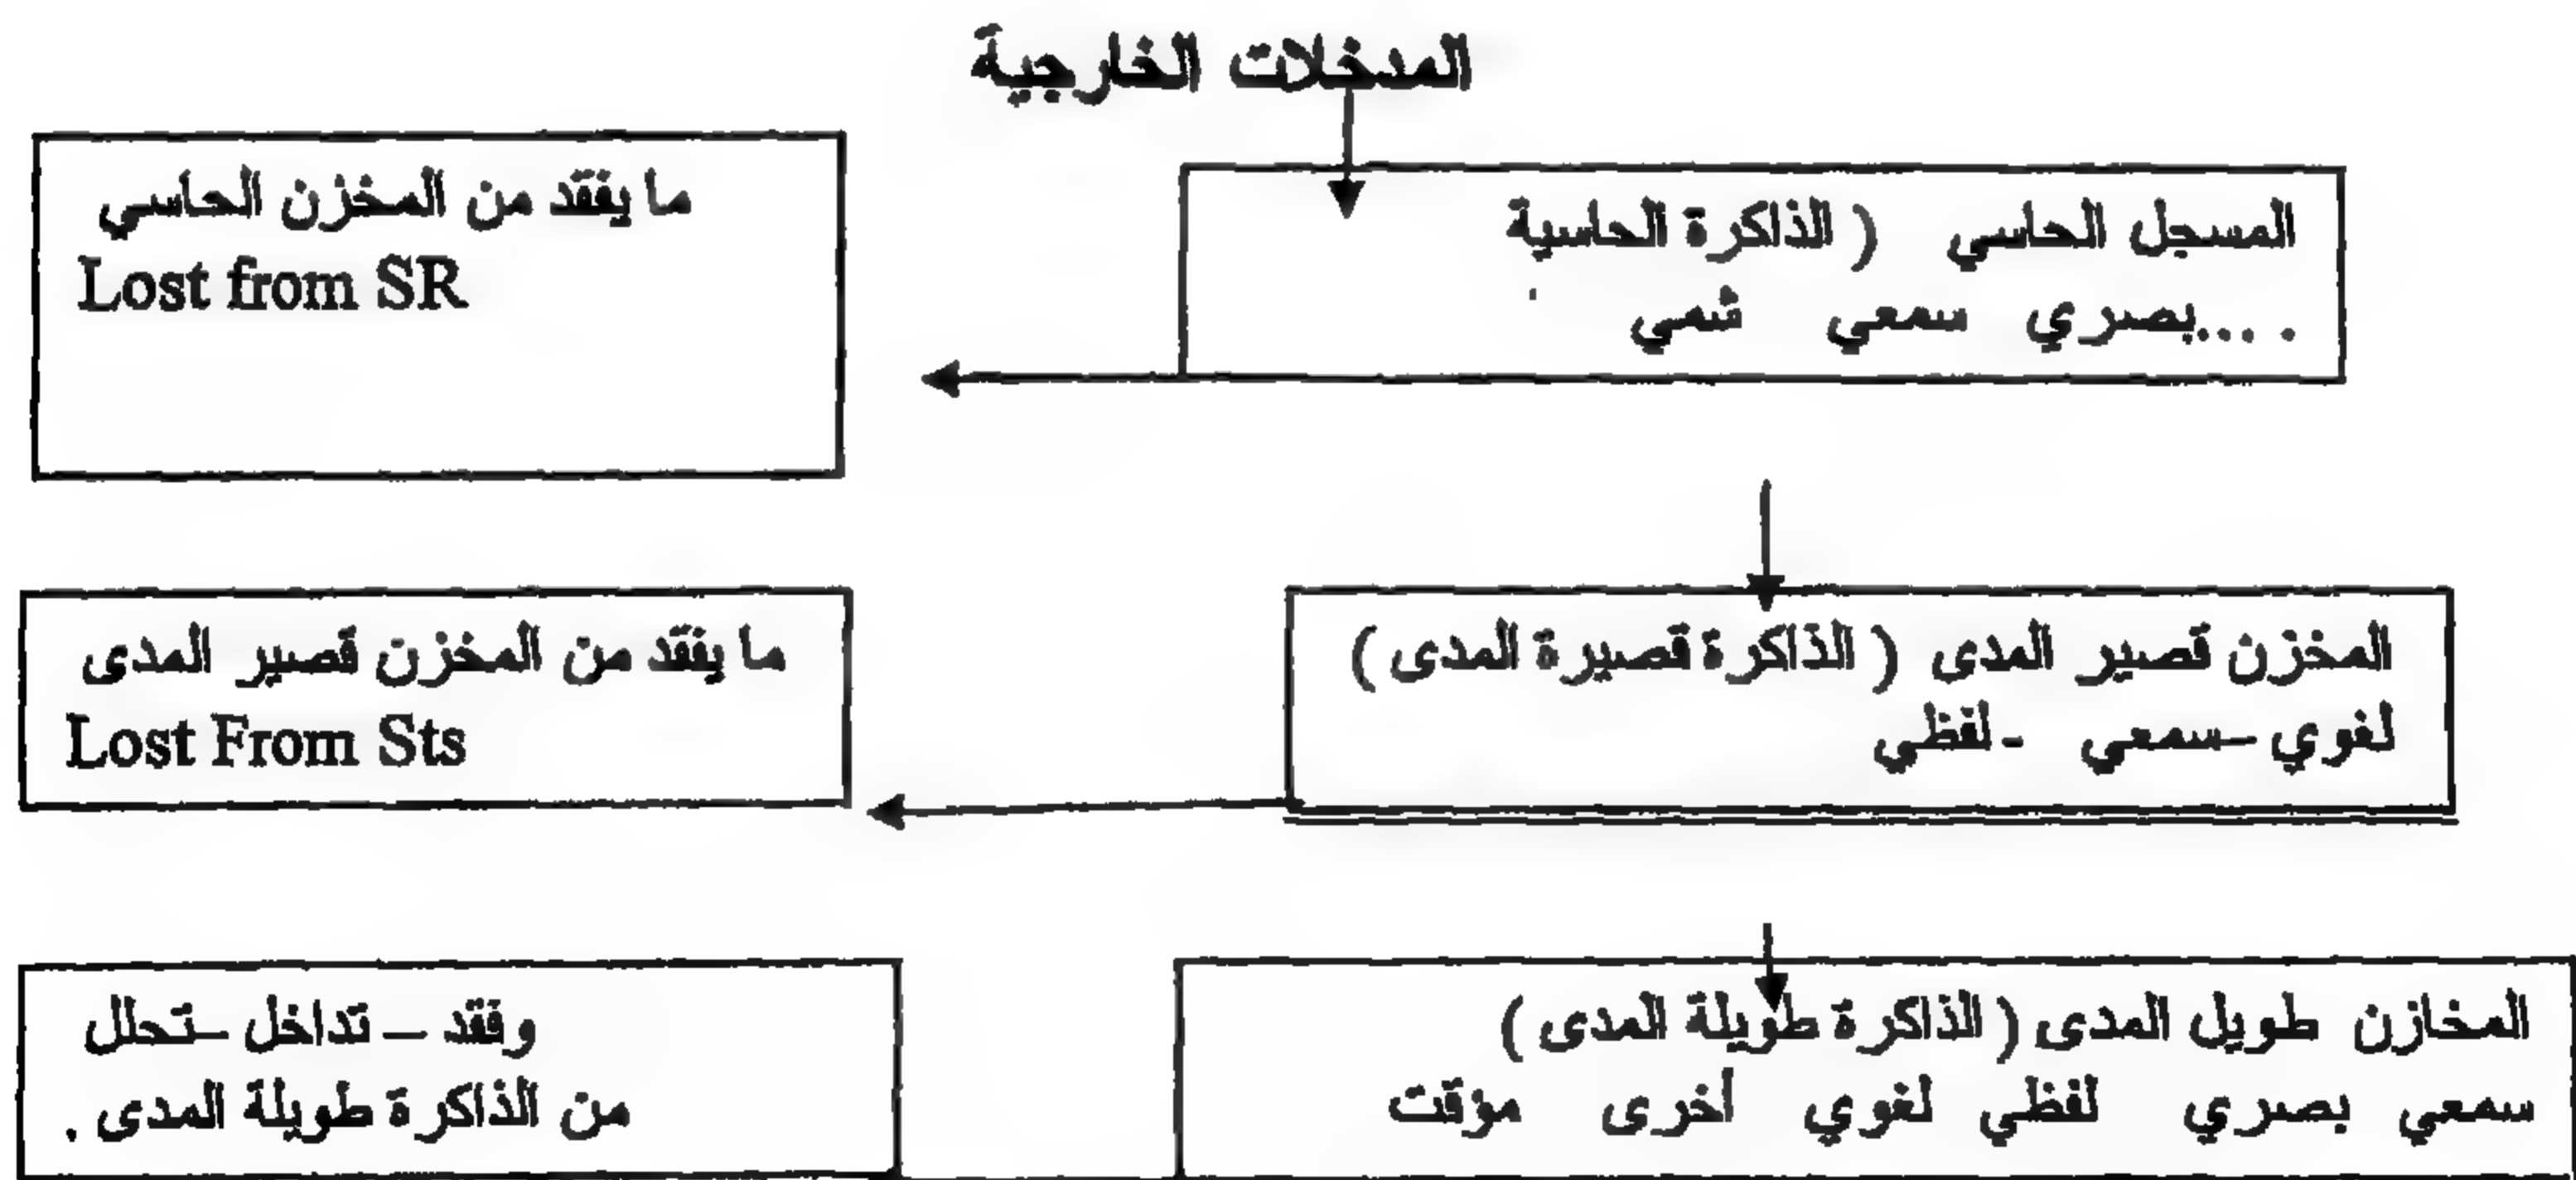 المدخلات الخارجية
المسجل الحاسي ( الذاكرة الحاسية
. ...بصري سمعي شمي
ما يفقد من المخزن الحاسي
Lost from SR
المخزن قصير المدى ( الذاكرة قصيرة المدى )
لغوي –سمعي - لفظي
ما يفقد من المخزن قصير المدى
Lost From Sts
المخازن طويل المدى ( الذاكرة طويلة المدى )
سمعي بصري لفظي لغوي أخرى مؤقت
وفقد – تداخل –تحلل
من الذاكرة طويلة المدى .